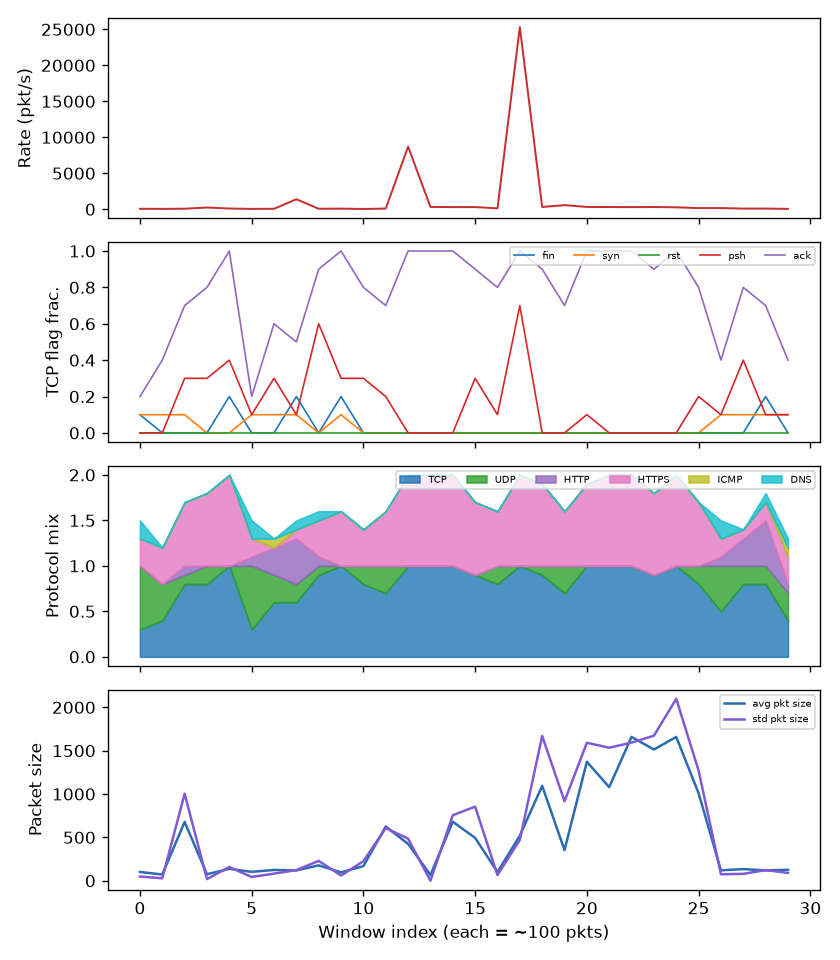 25000
20000
15000
10000
5000
0
Rate (pkt/s)
1.0
0.8
0.6
0.4
0.2
0.0
TCP flag frac.
fin syn rst psh ack
2.0
1.5
1.0
0.5
0.0
Protocol mix
TCP UDP HTTP HTTPS ICMP DNS
2000
1500
1000
500
0
Packet size
avg pkt size
std pkt size
0 5 10 15 20 25 30
Window index (each = ~100 pkts)